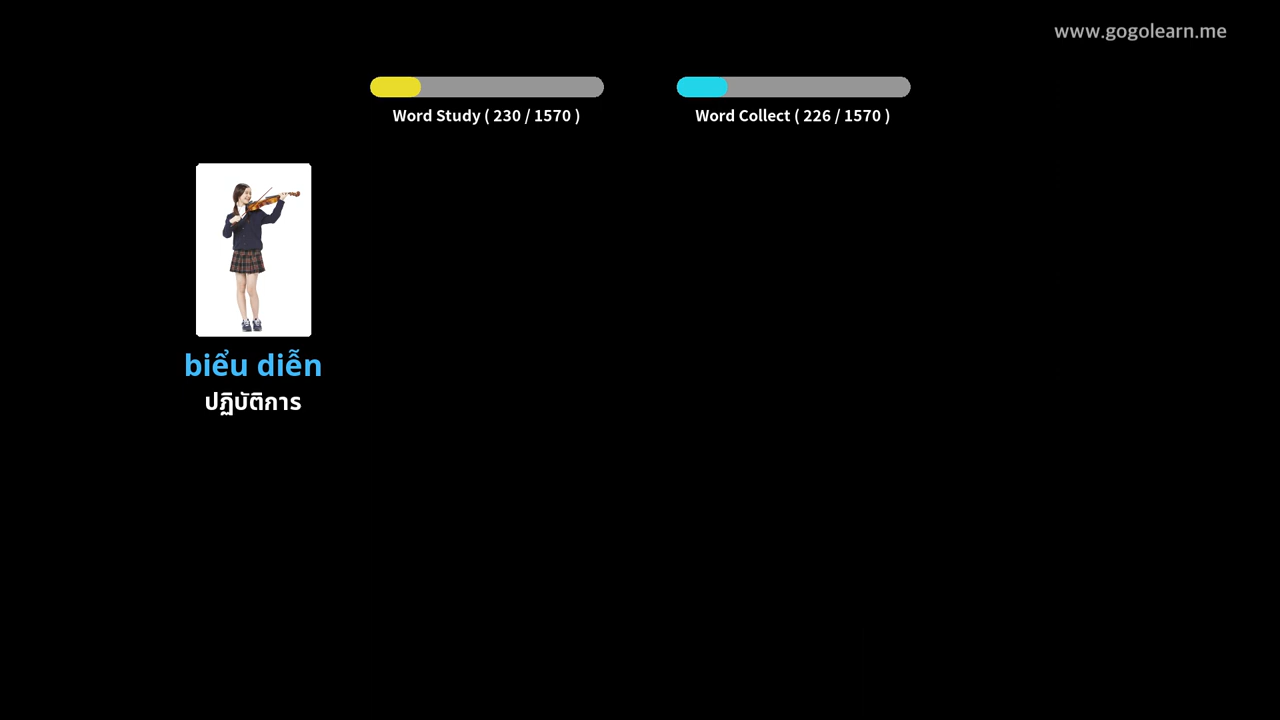 www.gogolearn.me
Word Study ( 230 / 1570 )
Word Collect ( 226 / 1570 )
biểu diễn
ปฏิบัติการ